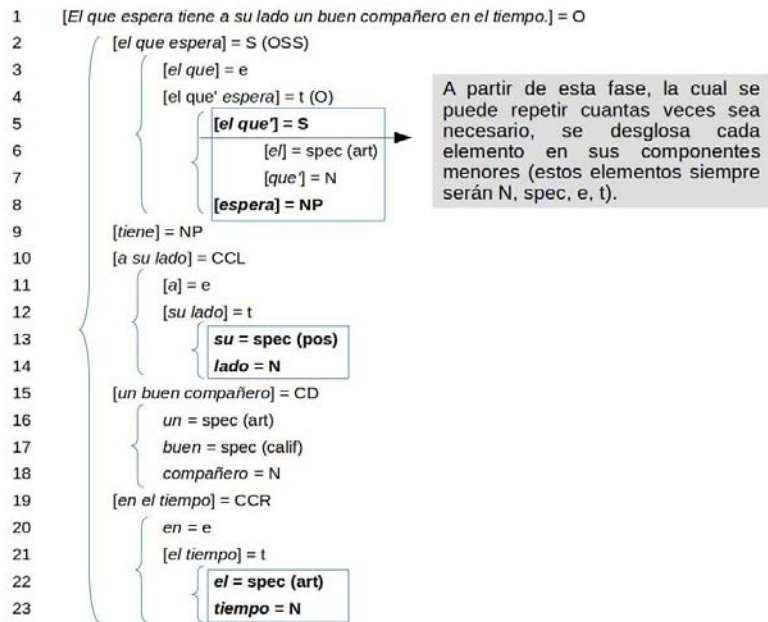 1 [El que espera tiene a su lado un buen compañero en el tiempo.] = O
2 [el que espera] = S (OSS)
3 [el que] = e
4 [el que' espera] = t (O)
5 [el que'] = S
6 [el] = spec (art)
7 [que'] = N
8 [espera] = NP
9 [tiene] = NP
10 [a su lado] = CCL
11 [a] = e
12 [su lado] = t
13 su = spec (pos)
14 lado = N
15 [un buen compañero] = CD
16 un = spec (art)
17 buen = spec (calif)
18 compañero = N
19 [en el tiempo] = CCR
20 en = e
21 [el tiempo] = t
22 el = spec (art)
23 tiempo = N
A partir de esta fase, la cual se
puede repetir cuantas veces sea
necesario, se desglosa cada
elemento en sus componentes
menores (estos elementos siempre
serán N, spec, e, t).